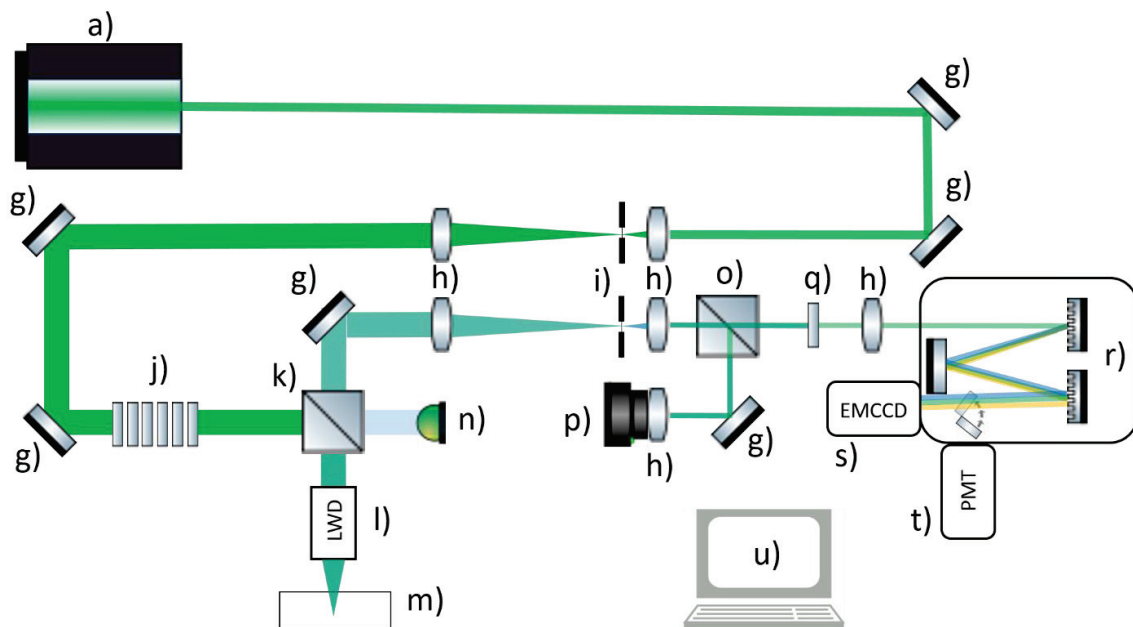 a)
g)
g)
g)
h)
i)
h)
o)
q)
h)
g)
r)
j)
k)
EMCCD
n)
p)
g)
g)
h)
s)
LWD
l)
PMT
t)
u)
m)